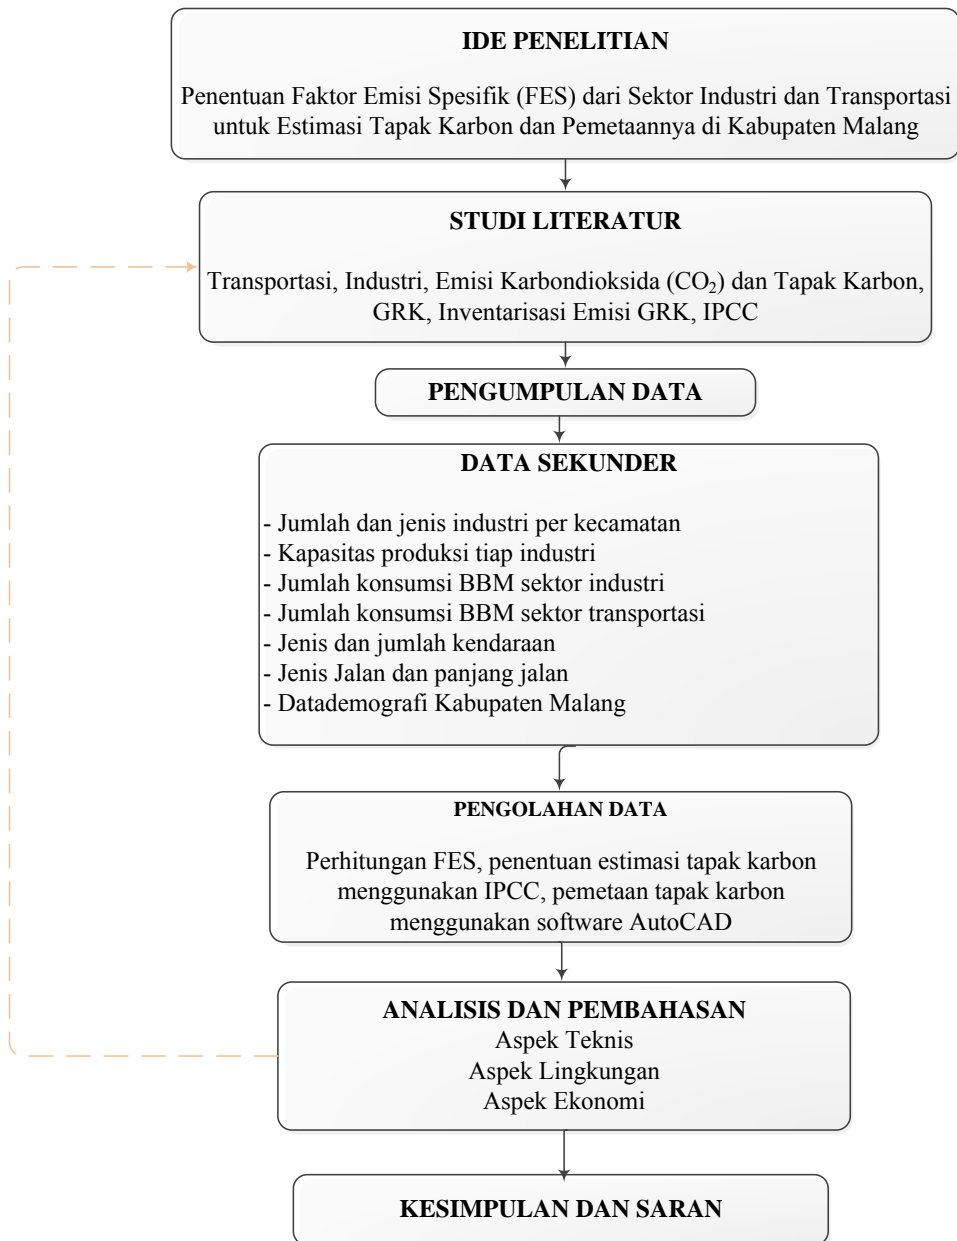 IDE PENELITIAN
Penentuan Faktor Emisi Spesifik (FES) dari Sektor Industri dan Transportasi
untuk Estimasi Tapak Karbon dan Pemetaannya di Kabupaten Malang
STUDI LITERATUR
Transportasi, Industri, Emisi Karbondioksida (CO₂) dan Tapak Karbon,
GRK, Inventarisasi Emisi GRK, IPCC
PENGUMPULAN DATA
DATA SEKUNDER
- Jumlah dan jenis industri per kecamatan
- Kapasitas produksi tiap industri
- Jumlah konsumsi BBM sektor industri
- Jumlah konsumsi BBM sektor transportasi
- Jenis dan jumlah kendaraan
- Jenis Jalan dan panjang jalan
- Datademografi Kabupaten Malang
PENGOLAHAN DATA
Perhitungan FES, penentuan estimasi tapak karbon
menggunakan IPCC, pemetaan tapak karbon
menggunakan software AutoCAD
ANALISIS DAN PEMBAHASAN
Aspek Teknis
Aspek Lingkungan
Aspek Ekonomi
KESIMPULAN DAN SARAN